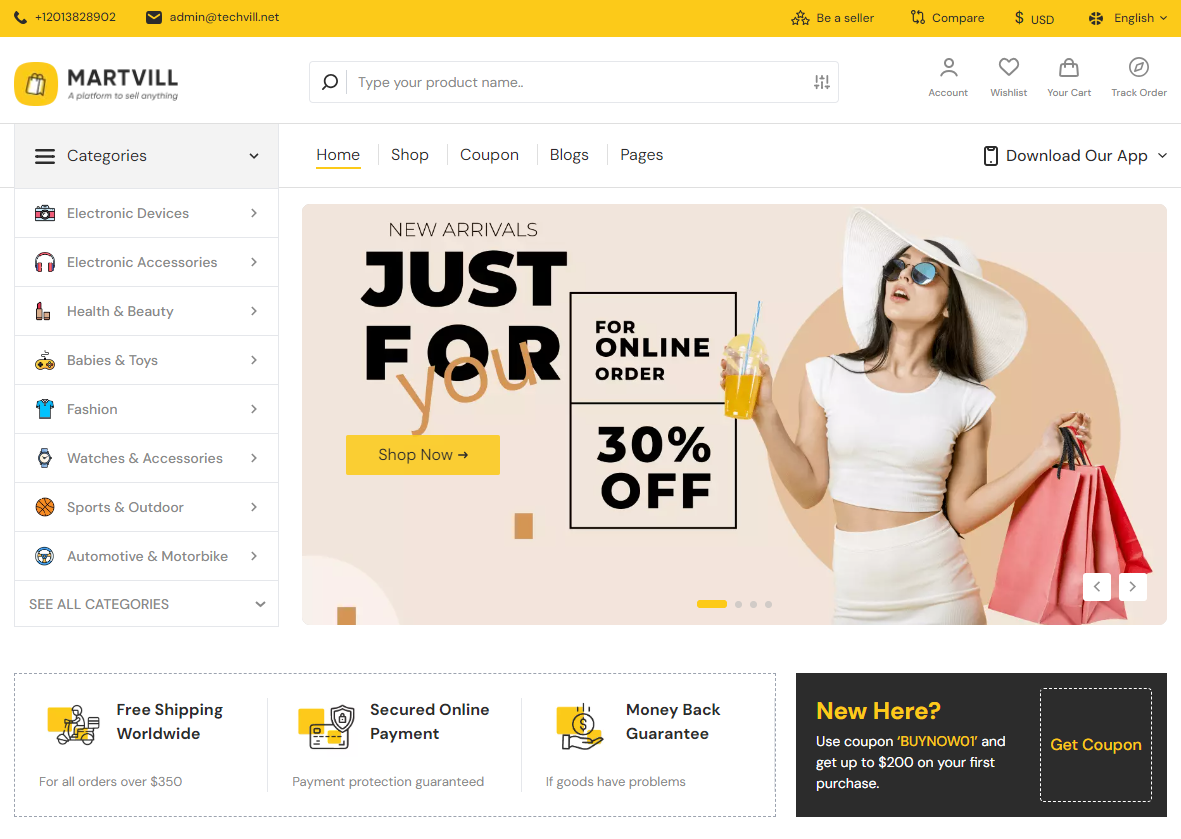 +12013828902 admin@techvill.net Be a seller Compare $ USD English
MARTVILL
A platform to sell anything
Type your product name..
Account Wishlist Your Cart Track Order
Categories
Home Shop Coupon Blogs Pages
Download Our App
Electronic Devices
Electronic Accessories
Health & Beauty
Babies & Toys
Fashion
Watches & Accessories
Sports & Outdoor
Automotive & Motorbike
SEE ALL CATEGORIES
NEW ARRIVALS
JUST
FOR
you
Shop Now →
FOR
ONLINE
ORDER
30%
OFF
Free Shipping
Worldwide
For all orders over $350
Secured Online
Payment
Payment protection guaranteed
Money Back
Guarantee
If goods have problems
New Here?
Use coupon ‘BUYNOW01’ and
get up to $200 on your first
purchase.
Get Coupon